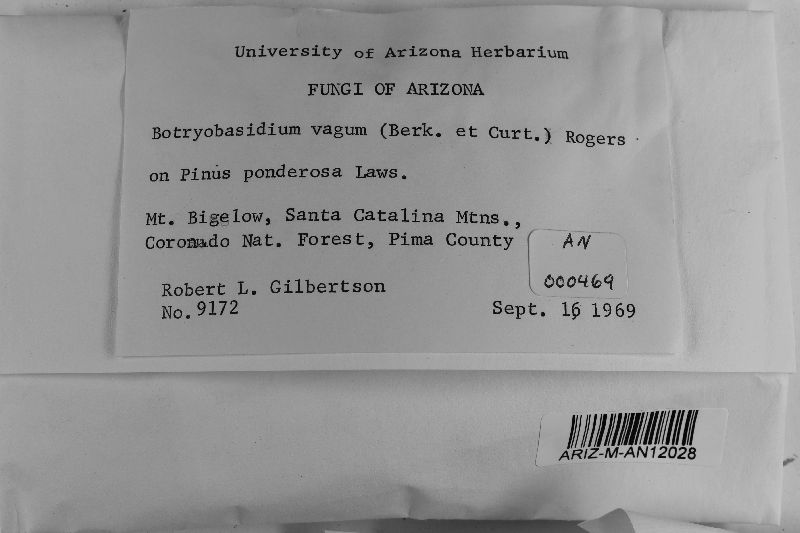 University of Arizona Herbarium
FUNGI OF ARIZONA
Botryobasidium vagum (Berk. et Curt.) Rogers
on Pinus ponderosa Laws.
Mt. Bigelow, Santa Catalina Mtns.,
Coronado Nat. Forest, Pima County
AN
000469
Robert L. Gilbertson
No. 9172
Sept. 16, 1969
ARIZ-M-AN12028